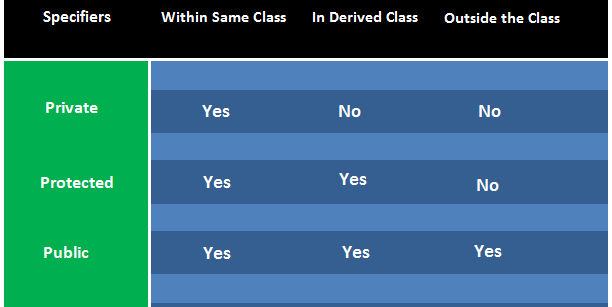 Specifiers Within Same Class In Derived Class Outside the Class
Private Yes No No
Protected Yes Yes No
Public Yes Yes Yes